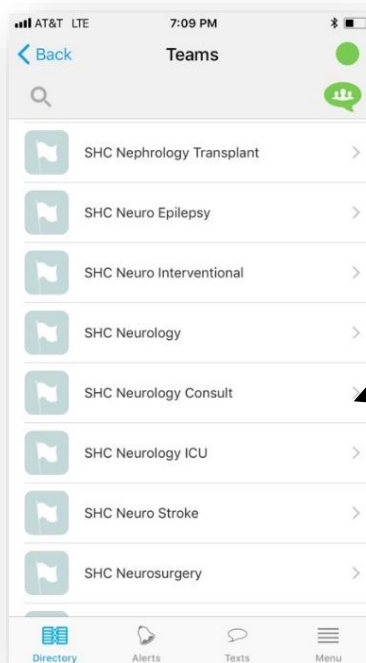 AT&T LTE 7:09 PM
Back Teams
SHC Nephrology Transplant
SHC Neuro Epilepsy
SHC Neuro Interventional
SHC Neurology
SHC Neurology Consult
SHC Neurology ICU
SHC Neuro Stroke
SHC Neurosurgery
Directory Alerts Texts Menu